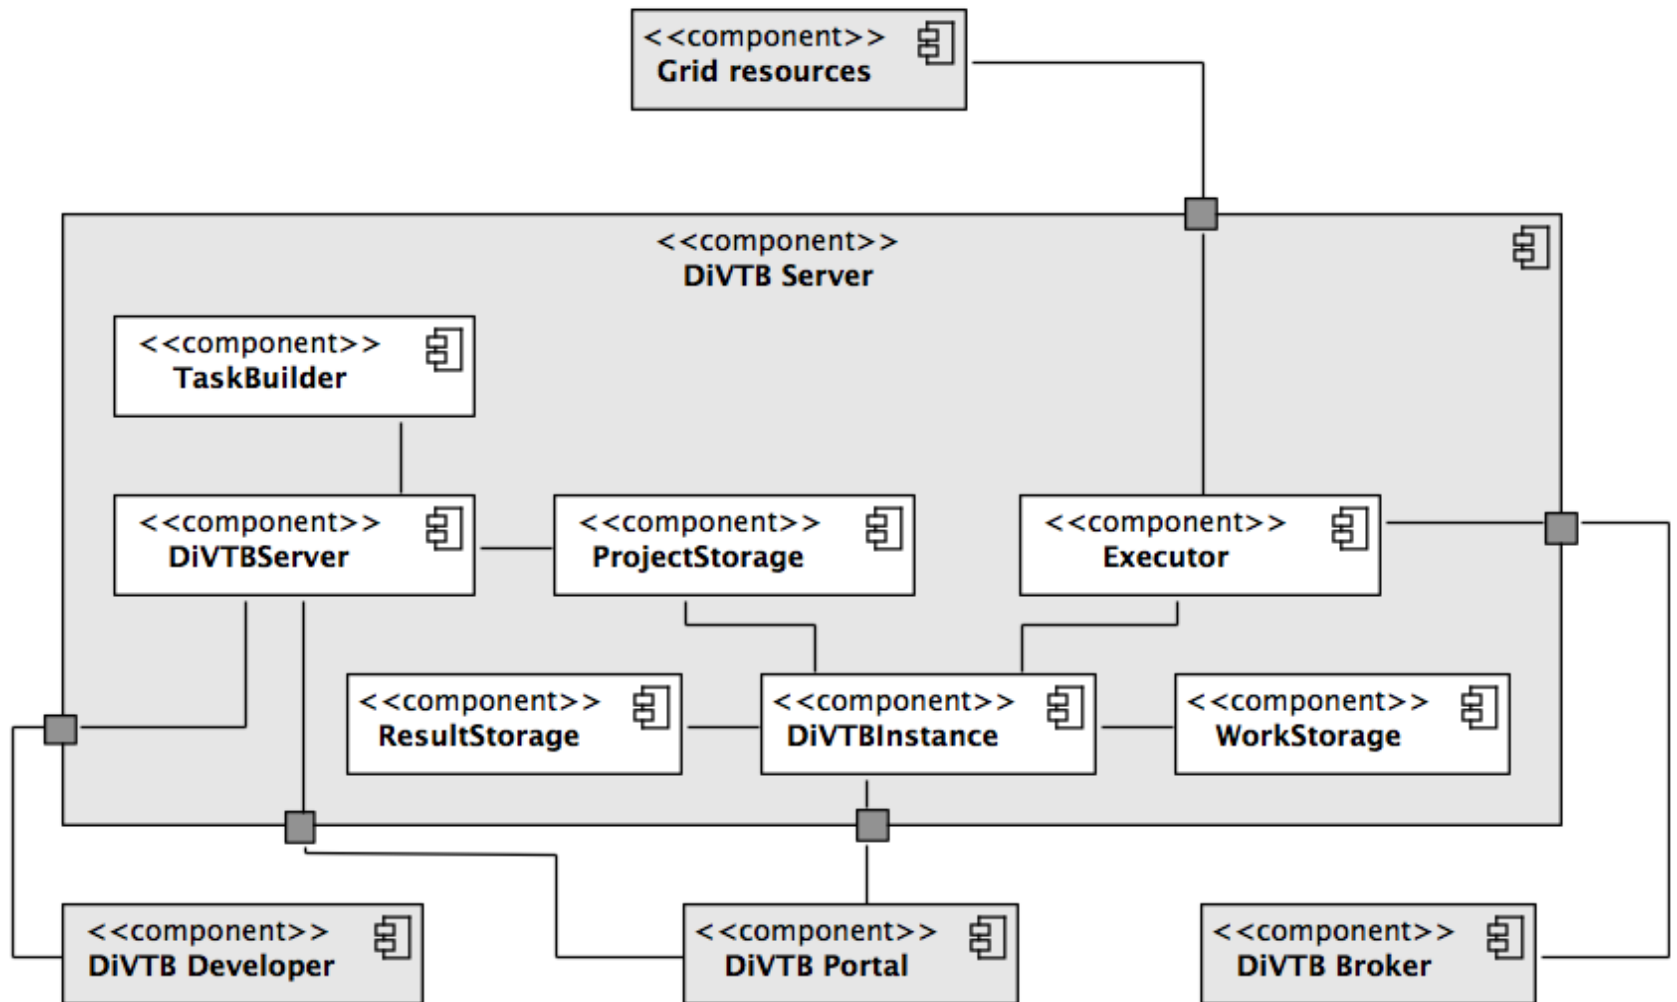 <<component>>
Grid resources
<<component>>
DiVTB Server
<<component>>
TaskBuilder
<<component>>
DiVTBServer
<<component>>
ProjectStorage
<<component>>
Executor
<<component>>
ResultStorage
<<component>>
DiVTBInstance
<<component>>
WorkStorage
<<component>>
DiVTB Developer
<<component>>
DiVTB Portal
<<component>>
DiVTB Broker